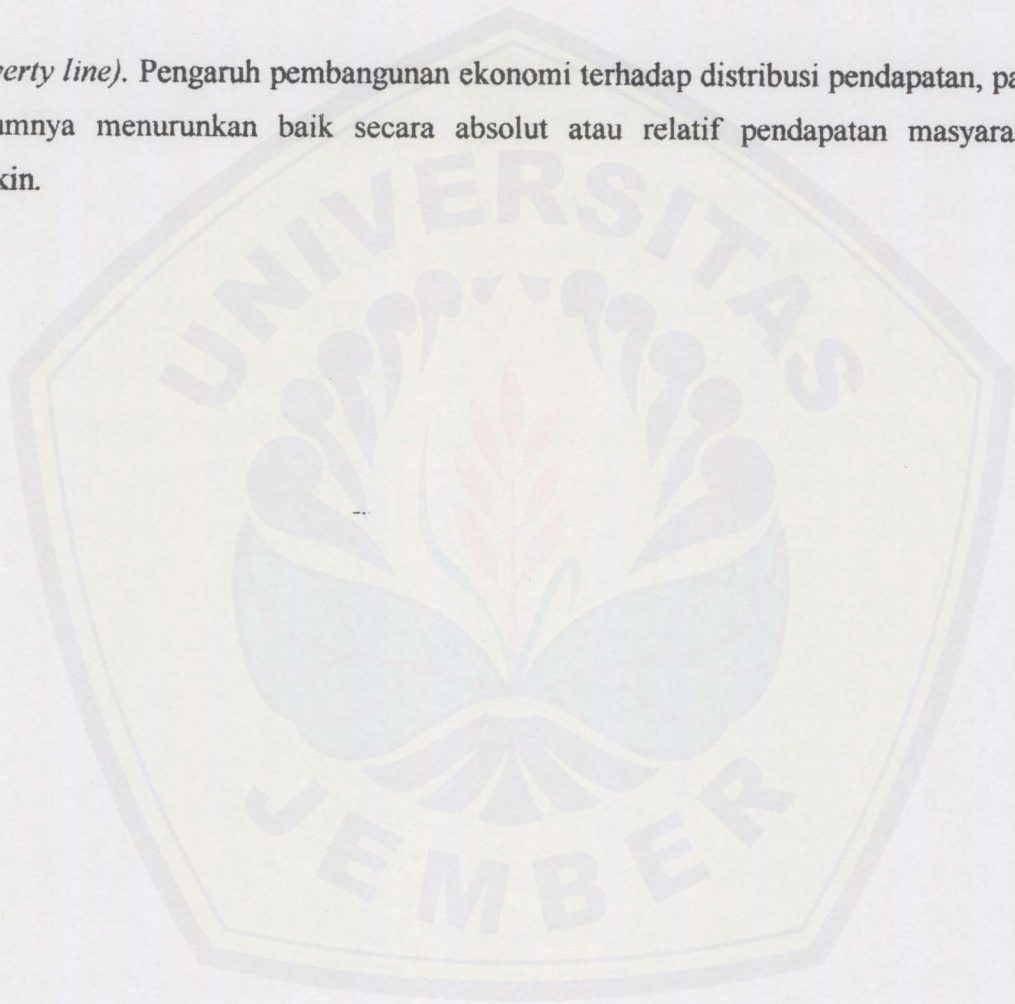 verty line). Pengaruh pembangunan ekonomi terhadap distribusi pendapatan, pa
umnya menurunkan baik secara absolut atau relatif pendapatan masyara
kin.
UNIVERSITAS
JEMBER